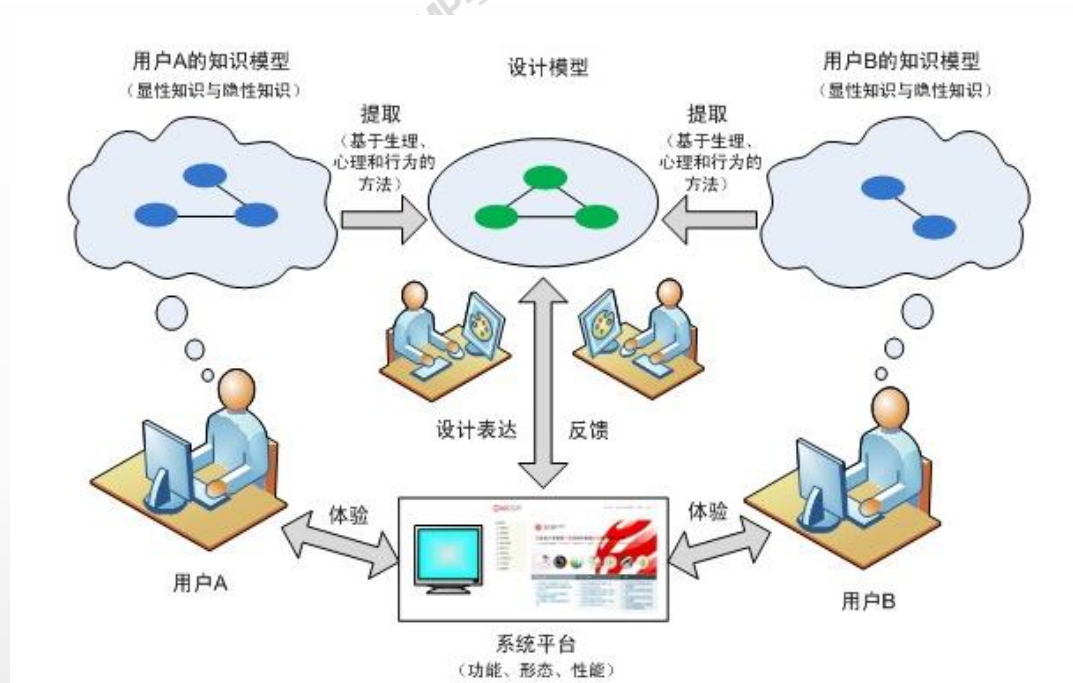 用户A的知识模型
（显性知识与隐性知识）
设计模型
用户B的知识模型
（显性知识与隐性知识）
提取
（基于生理、
心理和行为的
方法）
提取
（基于生理、
心理和行为的
方法）
设计表达
反馈
体验
体验
用户A
用户B
系统平台
（功能、形态、性能）